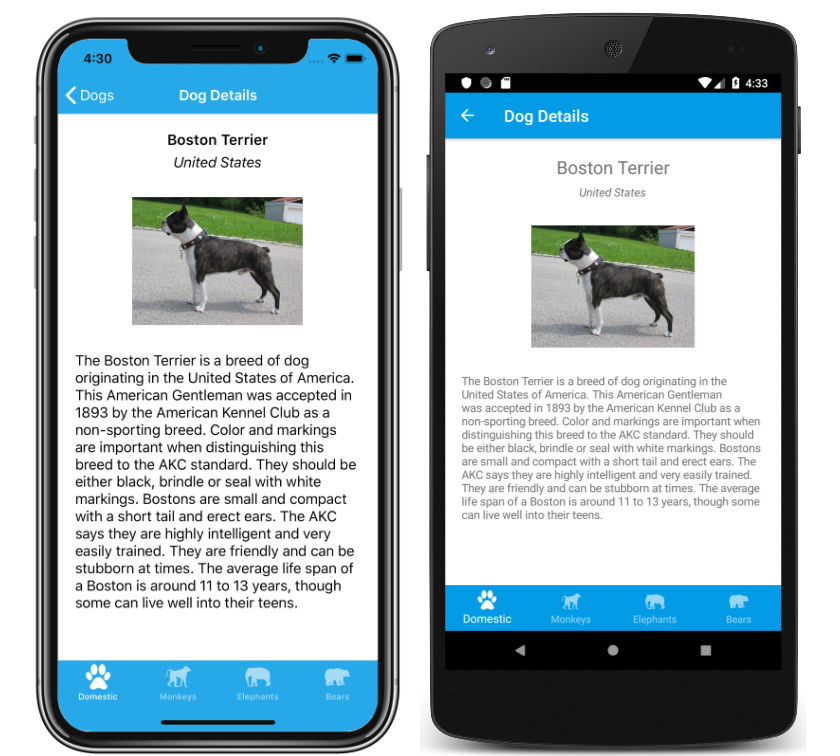 4:30
Dogs
Dog Details
Boston Terrier
United States
The Boston Terrier is a breed of dog
originating in the United States of America.
This American Gentleman was accepted in
1893 by the American Kennel Club as a
non-sporting breed. Color and markings
are important when distinguishing this
breed to the AKC standard. They should be
either black, brindle or seal with white
markings. Bostons are small and compact
with a short tail and erect ears. The AKC
says they are highly intelligent and very
easily trained. They are friendly and can be
stubborn at times. The average life span of
a Boston is around 11 to 13 years, though
some can live well into their teens.
Domestic
Monkeys
Elephants
Bears
4:33
Dog Details
Boston Terrier
United States
The Boston Terrier is a breed of dog originating in the
United States of America. This American Gentleman
was accepted in 1893 by the American Kennel Club as a
non-sporting breed. Color and markings are important when
distinguishing this breed to the AKC standard. They should
be either black, brindle or seal with white markings. Bostons
are small and compact with a short tail and erect ears. The
AKC says they are highly intelligent and very easily trained.
They are friendly and can be stubborn at times. The average
life span of a Boston is around 11 to 13 years, though some
can live well into their teens.
Domestic
Monkeys
Elephants
Bears